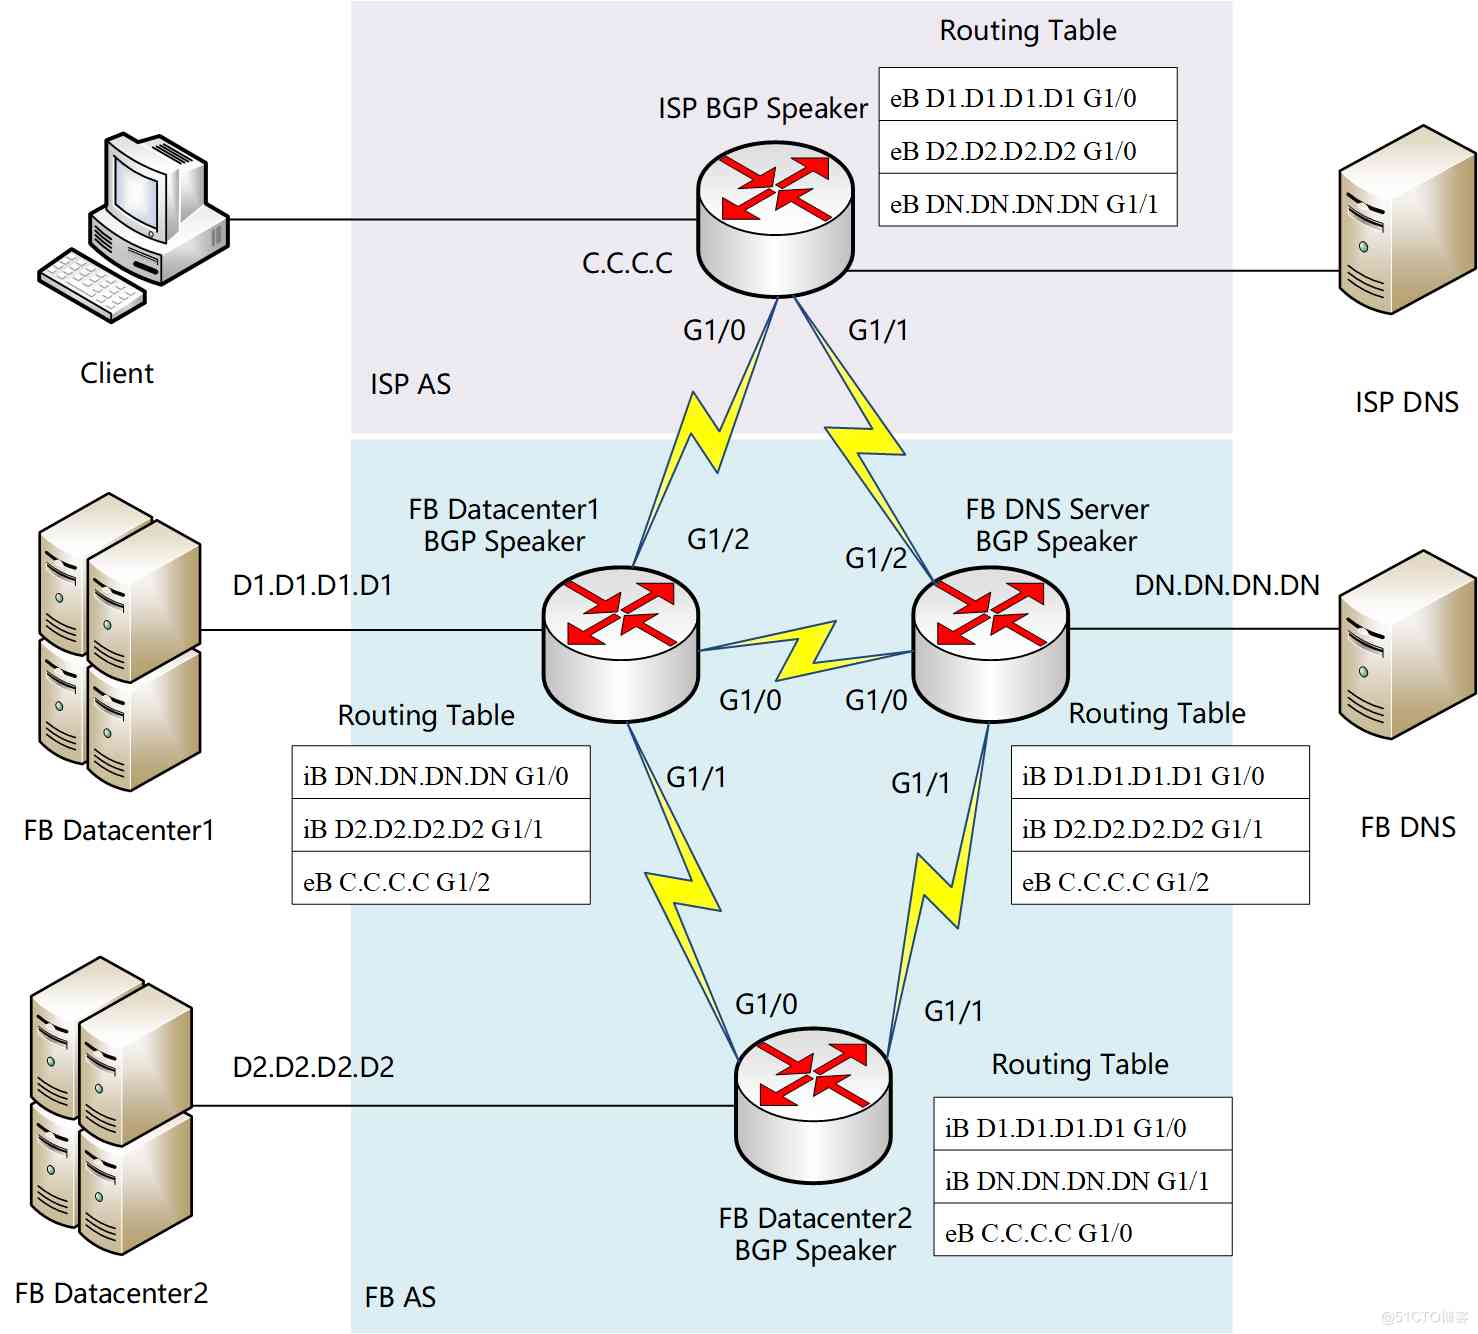 Routing Table
ISP BGP Speaker
eB D1.D1.D1.D1 G1/0
eB D2.D2.D2.D2 G1/0
eB DN.DN.DN.DN G1/1
C.C.C.C
G1/0
G1/1
Client
ISP AS
ISP DNS
FB Datacenter1
BGP Speaker
FB DNS Server
BGP Speaker
G1/2
G1/2
D1.D1.D1.D1
DN.DN.DN.DN
G1/0
G1/0
Routing Table
Routing Table
iB DN.DN.DN.DN G1/0
iB D2.D2.D2.D2 G1/1
eB C.C.C.C G1/2
G1/1
G1/1
iB D1.D1.D1.D1 G1/0
iB D2.D2.D2.D2 G1/1
eB C.C.C.C G1/2
FB Datacenter1
FB DNS
G1/0
G1/1
D2.D2.D2.D2
Routing Table
iB D1.D1.D1.D1 G1/0
iB DN.DN.DN.DN G1/1
eB C.C.C.C G1/0
FB Datacenter2
BGP Speaker
FB Datacenter2
FB AS
@51CTO博客